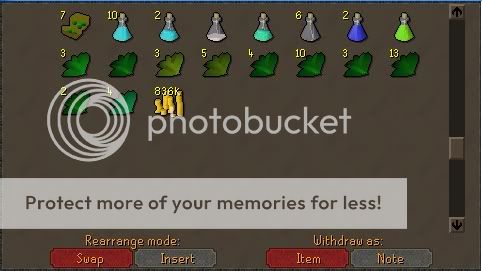 7 10 2 6 2
3 3 5 4 10 3 13
2 4 836K
photobucket
Protect more of your memories for less!
Rearrange mode: Withdraw as:
Swap Insert Item Note